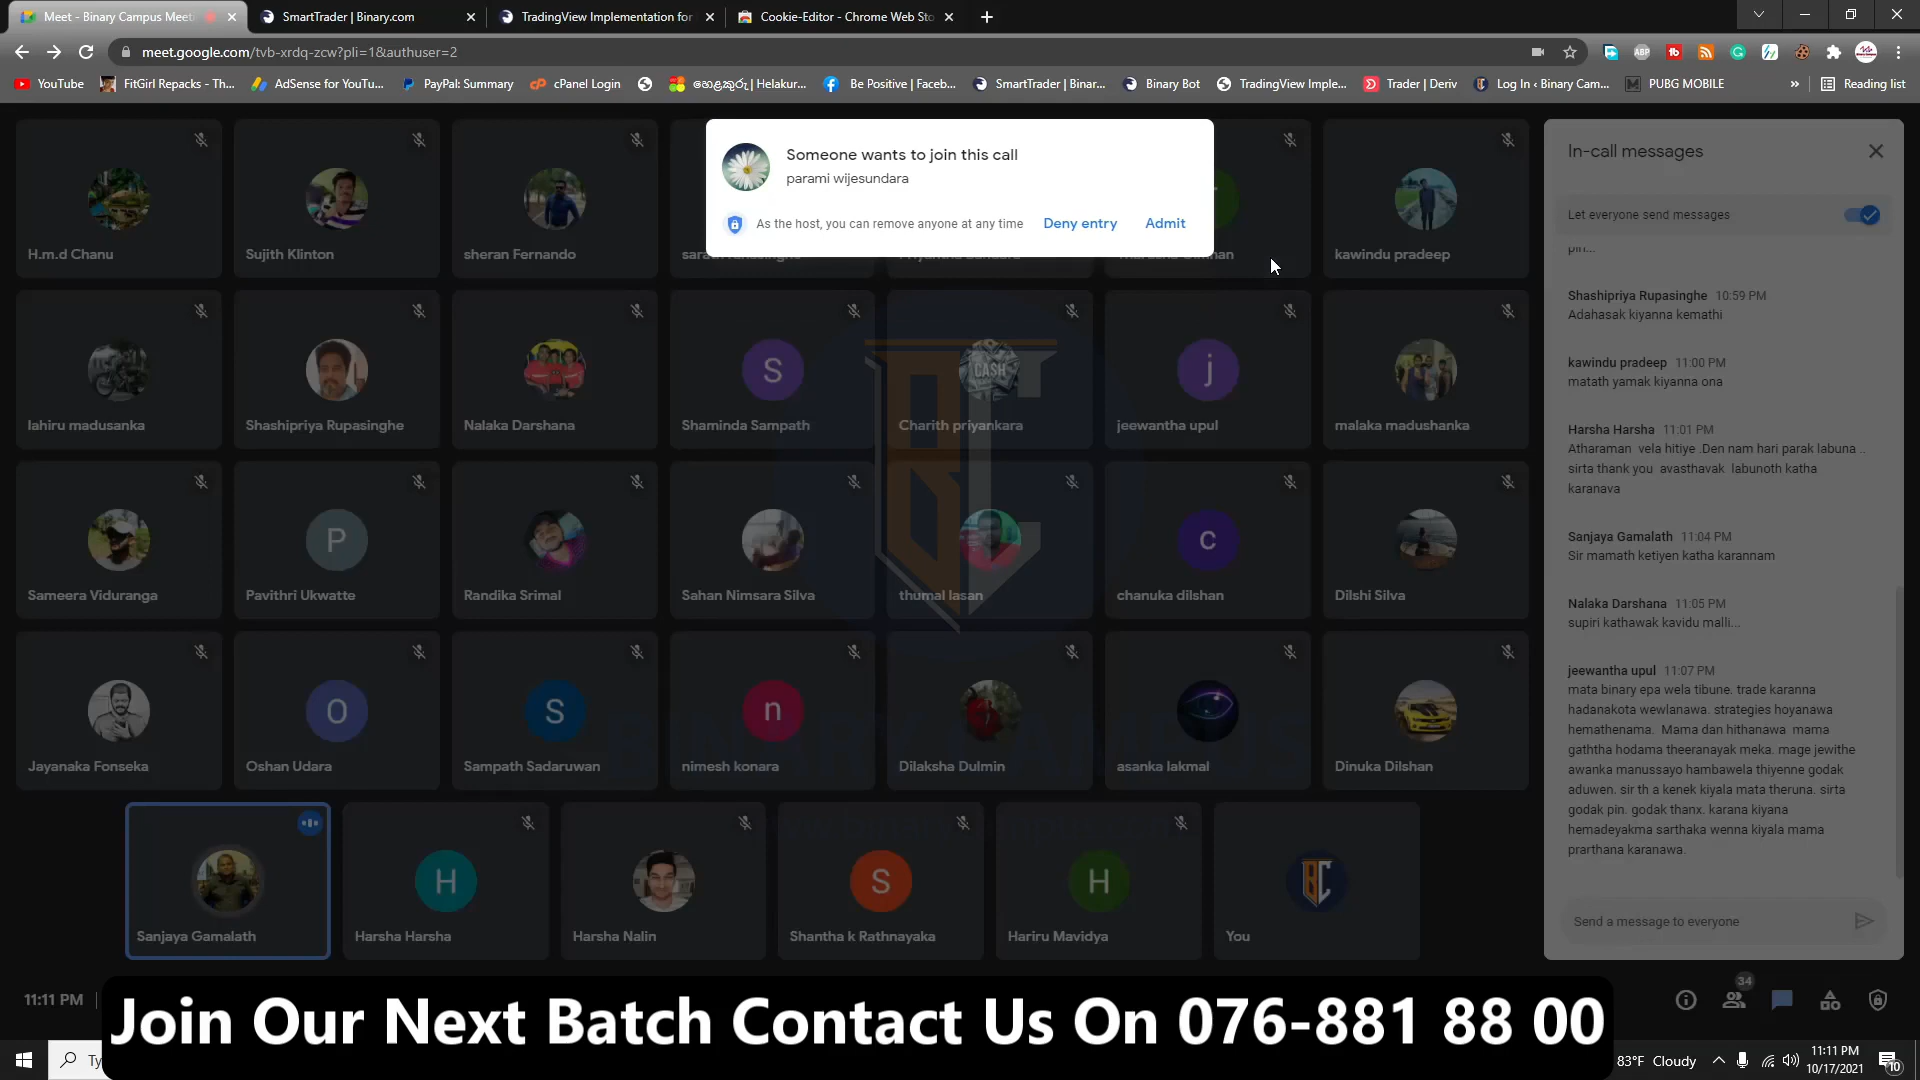 Meet - Binary Campus Meet
SmartTrader | Binary.com
TradingView Implementation for
Cookie-Editor - Chrome Web Sto
meet.google.com/tvb-xrdq-zcw?pli=1&authuser=2
YouTube
FitGirl Repacks - Th...
AdSense for YouTu...
PayPal: Summary
cPanel Login
හෙළකුරු | Helakur...
Be Positive | Faceb...
SmartTrader | Binar...
Binary Bot
TradingView Imple...
Trader | Deriv
Log In ‹ Binary Cam...
PUBG MOBILE
»
Reading list
Someone wants to join this call
parami wijesundara
As the host, you can remove anyone at any time
Deny entry
Admit
H.m.d Chanu
Sujith Klinton
sheran Fernando
kawindu pradeep
lahiru madusanka
Shashipriya Rupasinghe
Nalaka Darshana
S
Shaminda Sampath
CASH
Charith priyankara
j
jeewantha upul
malaka madushanka
Sameera Viduranga
P
Pavithri Ukwatte
Randika Srimal
Sahan Nimsara Silva
thumal lasan
c
chanuka dilshan
Dilshi Silva
Jayanaka Fonseka
O
Oshan Udara
S
Sampath Sadaruwan
n
nimesh konara
Dilaksha Dulmin
asanka lakmal
Dinuka Dilshan
Sanjaya Gamalath
H
Harsha Harsha
Harsha Nalin
S
Shantha k Rathnayaka
H
Hariru Mavidya
BC
You
In-call messages
Let everyone send messages
pin...
Shashipriya Rupasinghe 10:59 PM
Adahasak kiyanna kemathi
kawindu pradeep 11:00 PM
matath yamak kiyanna ona
Harsha Harsha 11:01 PM
Atharaman vela hitiye .Den nam hari parak labuna ..
sirta thank you avasthavak labunoth katha
karanava
Sanjaya Gamalath 11:04 PM
Sir mamath ketiyen katha karannam
Nalaka Darshana 11:05 PM
supiri kathawak kavidu malli...
jeewantha upul 11:07 PM
mata binary epa wela tibune. trade karanna
hadanakota wewlanawa. strategies hoyanawa
hemathenama. Mama dan hithanawa mama
gaththa hodama theeranayak meka. mage jewithe
awanka manussayo hambawela thiyenne godak
aduwen. sir th a kenek kiyala mata theruna. sirta
godak pin. godak thanx. karana kiyana
hemadeyakma sarthaka wenna kiyala mama
prarthana karanawa.
Send a message to everyone
11:11 PM
34
Join Our Next Batch Contact Us On 076-881 88 00
Ty
83°F Cloudy
11:11 PM
10/17/2021
10